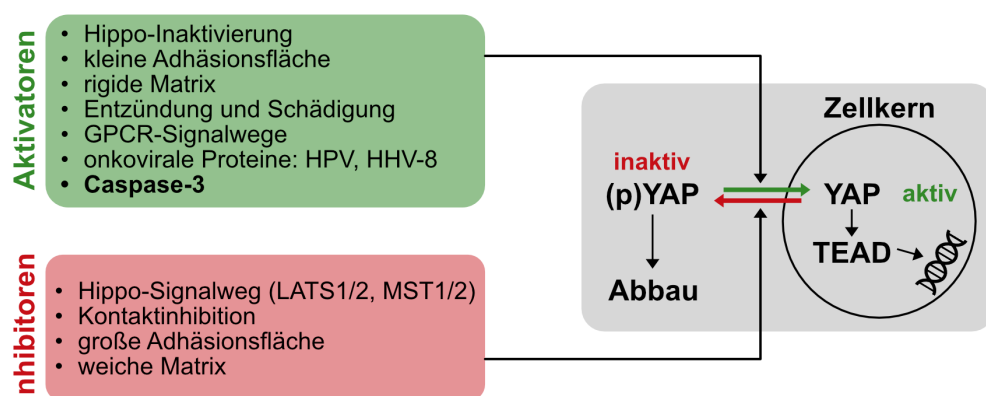 Aktivatoren
• Hippo-Inaktivierung
• kleine Adhäsionsfläche
• rigide Matrix
• Entzündung und Schädigung
• GPCR-Signalwege
• onkovirale Proteine: HPV, HHV-8
• Caspase-3
nhibitoren
• Hippo-Signalweg (LATS1/2, MST1/2)
• Kontaktinhibition
• große Adhäsionsfläche
• weiche Matrix
Zellkern
inaktiv
(p)YAP
YAP
aktiv
TEAD
Abbau